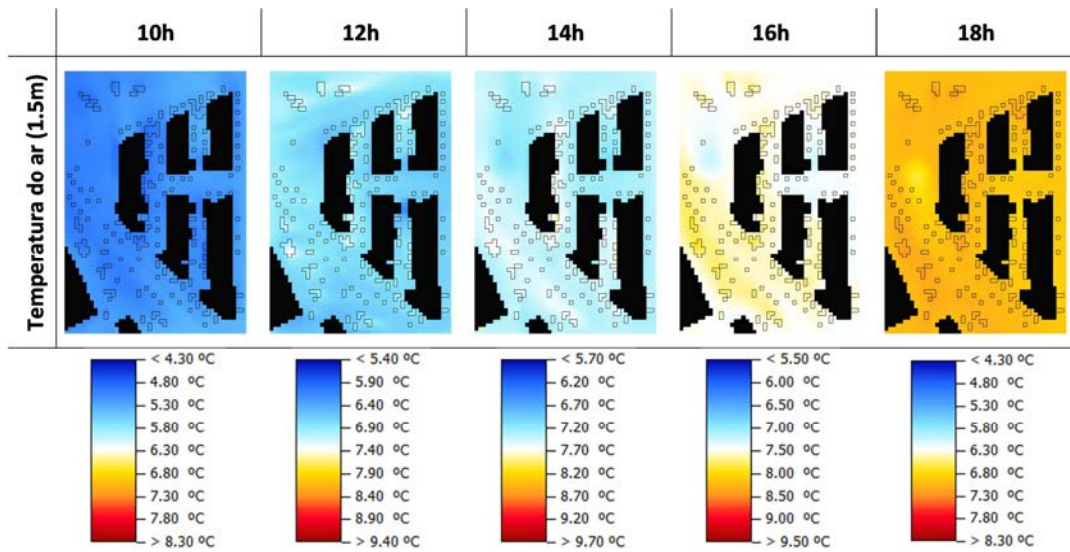 10h 12h 14h 16h 18h
Temperatura do ar (1.5m)
< 4.30 ºC
4.80 ºC
5.30 ºC
5.80 ºC
6.30 ºC
6.80 ºC
7.30 ºC
7.80 ºC
> 8.30 ºC
< 5.40 ºC
5.90 ºC
6.40 ºC
6.90 ºC
7.40 ºC
7.90 ºC
8.40 ºC
8.90 ºC
> 9.40 ºC
< 5.70 ºC
6.20 ºC
6.70 ºC
7.20 ºC
7.70 ºC
8.20 ºC
8.70 ºC
9.20 ºC
> 9.70 ºC
< 5.50 ºC
6.00 ºC
6.50 ºC
7.00 ºC
7.50 ºC
8.00 ºC
8.50 ºC
9.00 ºC
> 9.50 ºC
< 4.30 ºC
4.80 ºC
5.30 ºC
5.80 ºC
6.30 ºC
6.80 ºC
7.30 ºC
7.80 ºC
> 8.30 ºC